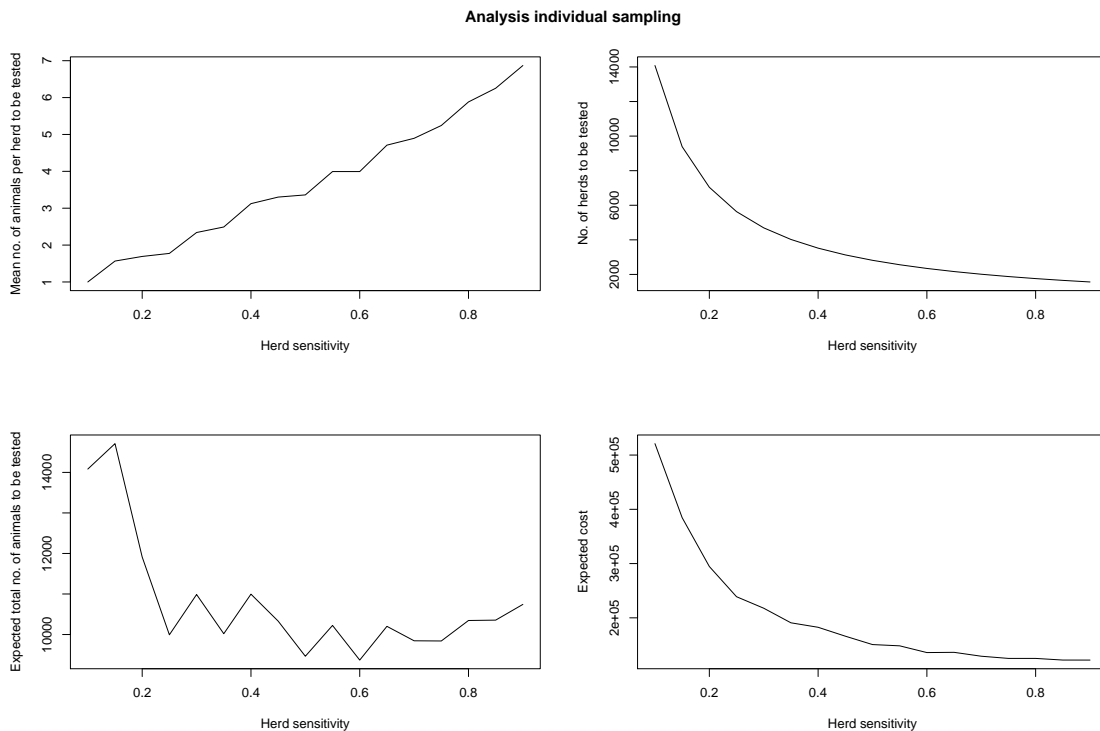 Analysis individual sampling
Mean no. of animals per herd to be tested
7
6
5
4
3
2
1
0.2 0.4 0.6 0.8
Herd sensitivity
No. of herds to be tested
14000
10000
6000
2000
0.2 0.4 0.6 0.8
Herd sensitivity
Expected total no. of animals to be tested
14000
12000
10000
0.2 0.4 0.6 0.8
Herd sensitivity
Expected cost
5e+05
4e+05
3e+05
2e+05
0.2 0.4 0.6 0.8
Herd sensitivity